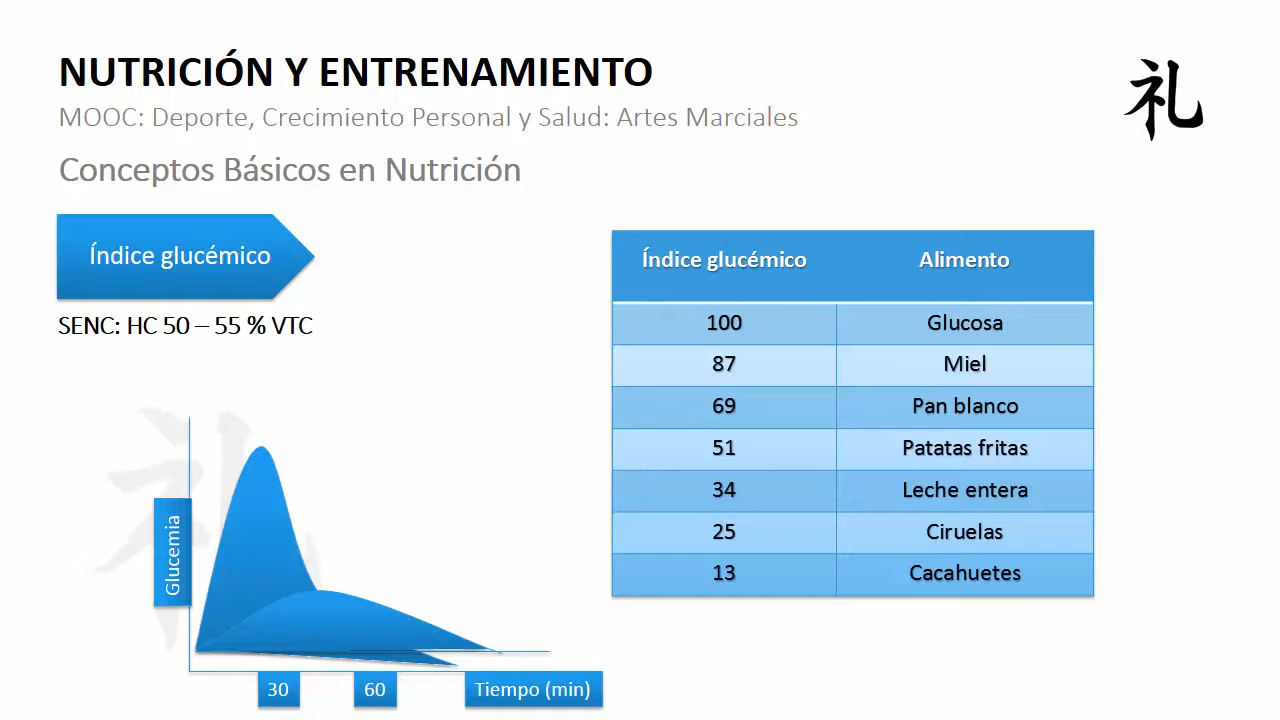 NUTRICIÓN Y ENTRENAMIENTO
礼
MOOC: Deporte, Crecimiento Personal y Salud: Artes Marciales
Conceptos Básicos en Nutrición
Índice glucémico
SENC: HC 50 – 55 % VTC
Índice glucémico Alimento
100 Glucosa
87 Miel
69 Pan blanco
51 Patatas fritas
34 Leche entera
25 Ciruelas
13 Cacahuetes
礼
Glucemia
30 60 Tiempo (min)